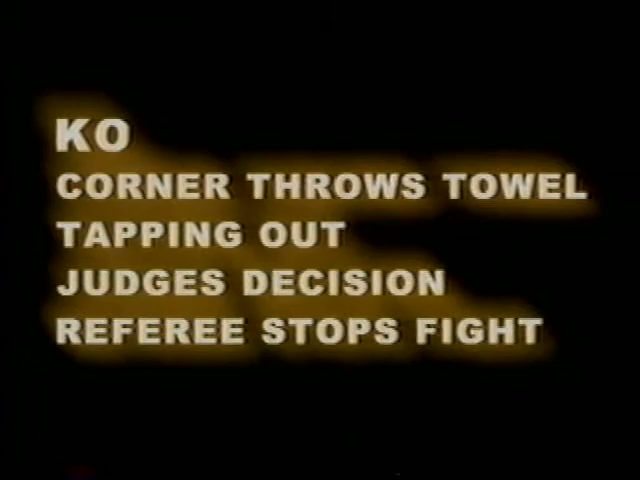 KO
CORNER THROWS TOWEL
TAPPING OUT
JUDGES DECISION
REFEREE STOPS FIGHT